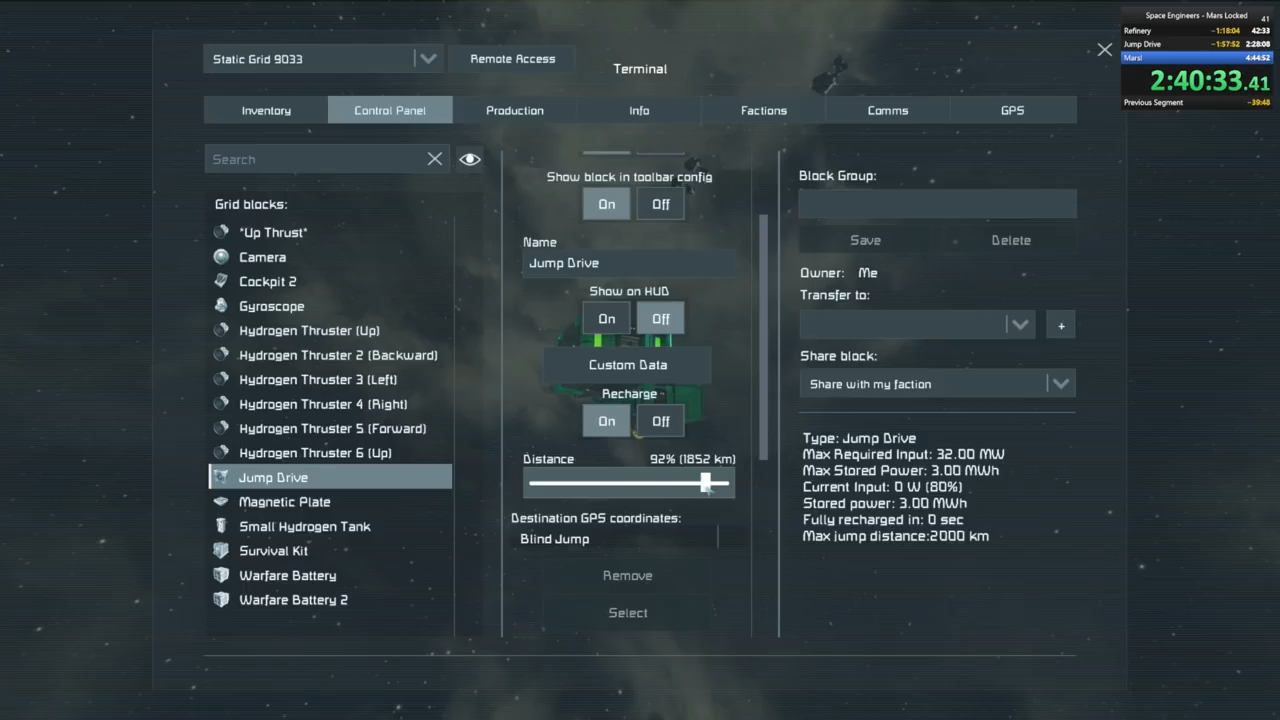 Space Engineers - Mars Locked 41
Refinery −1:18:04 42:33
Jump Drive −1:57:52 2:28:08
Mars! 4:44:52
2:40:33.41
Previous Segment −39:48
Static Grid 9033
Remote Access
Terminal
Inventory
Control Panel
Production
Info
Factions
Comms
GPS
Search
Grid blocks:
*Up Thrust*
Camera
Cockpit 2
Gyroscope
Hydrogen Thruster (Up)
Hydrogen Thruster 2 (Backward)
Hydrogen Thruster 3 (Left)
Hydrogen Thruster 4 (Right)
Hydrogen Thruster 5 (Forward)
Hydrogen Thruster 6 (Up)
Jump Drive
Magnetic Plate
Small Hydrogen Tank
Survival Kit
Warfare Battery
Warfare Battery 2
Show block in toolbar config
On Off
Name
Jump Drive
Show on HUD
On Off
Custom Data
Recharge
On Off
Distance 92% (1852 km)
Destination GPS coordinates:
Blind Jump
Remove
Select
Block Group:
Save Delete
Owner: Me
Transfer to:
+
Share block:
Share with my faction
Type: Jump Drive
Max Required Input: 32.00 MW
Max Stored Power: 3.00 MWh
Current Input: 0 W (80%)
Stored power: 3.00 MWh
Fully recharged in: 0 sec
Max jump distance:2000 km